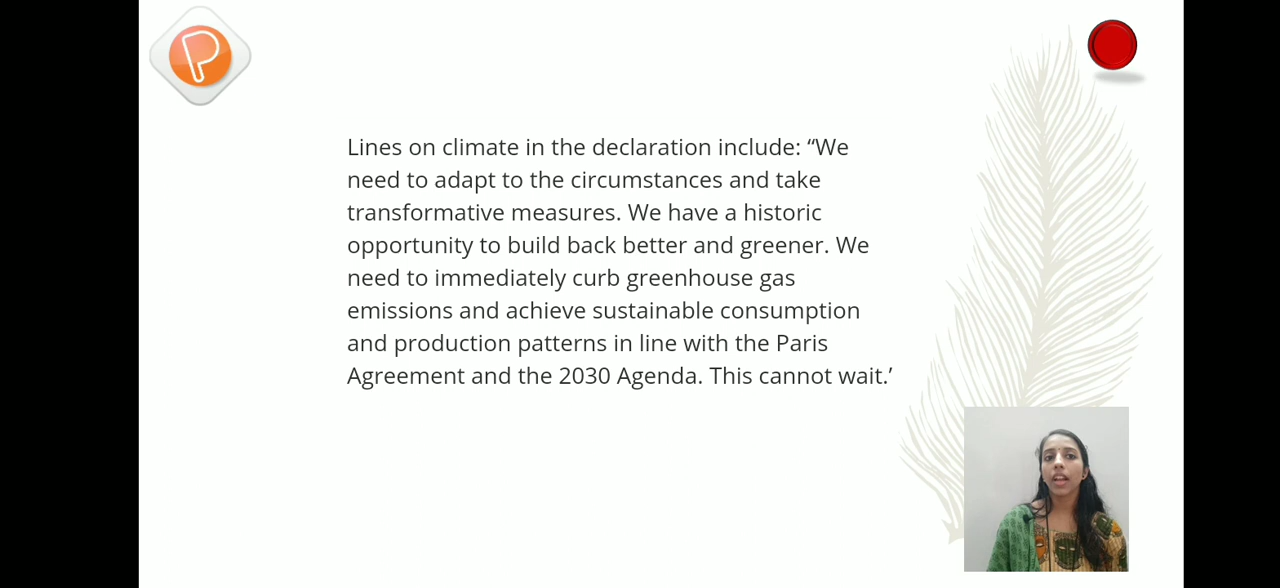 Lines on climate in the declaration include: “We
need to adapt to the circumstances and take
transformative measures. We have a historic
opportunity to build back better and greener. We
need to immediately curb greenhouse gas
emissions and achieve sustainable consumption
and production patterns in line with the Paris
Agreement and the 2030 Agenda. This cannot wait.’